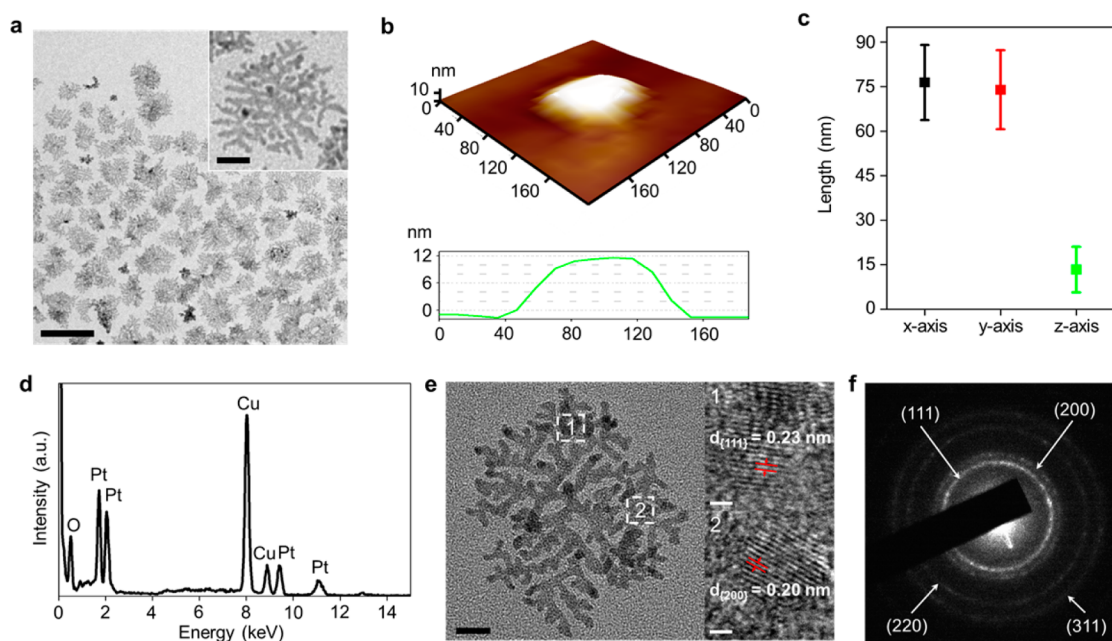 a
b
nm
10
0
40
80
120
160
0
40
80
120
160
nm
12
6
0
0 40 80 120 160
c
Length (nm)
90
75
60
45
30
15
0
x-axis y-axis z-axis
d
Intensity (a.u.)
O
Pt
Pt
Cu
Cu
Pt
Pt
0 2 4 6 8 10 12 14
Energy (keV)
e
1
2
1
d{111} = 0.23 nm
2
d{200} = 0.20 nm
f
(111)
(200)
(220)
(311)